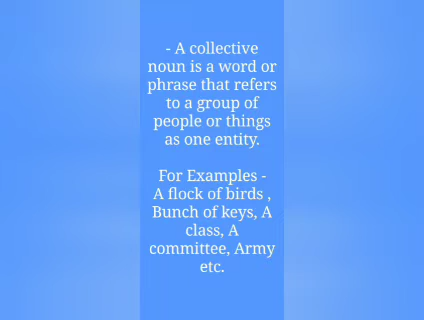 - A collective
noun is a word or
phrase that refers
to a group of
people or things
as one entity.
For Examples -
A flock of birds ,
Bunch of keys, A
class, A
committee, Army
etc.